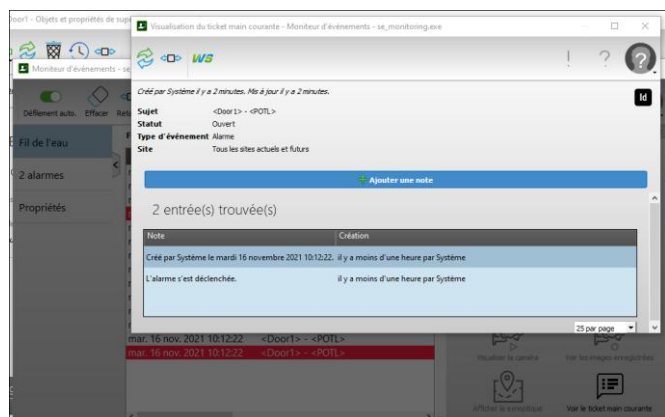 Door1 - Objets et propriétés de sup
Visualisation du ticket main courante - Moniteur d'événements - se_monitoring.exe
WS
Moniteur d'événements - se
Défilement auto.
Effacer
Créé par Système il y a 2 minutes. Mis à jour il y a 2 minutes.
Id
Sujet <Door1> - <POTL>
Statut Ouvert
Type d'événement Alarme
Site Tous les sites actuels et futurs
Fil de l'eau
2 alarmes
Propriétés
Ajouter une note
2 entrée(s) trouvée(s)
Note Création
Créé par Système le mardi 16 novembre 2021 10:12:22. il y a moins d'une heure par Système
L'alarme s'est déclenchée. il y a moins d'une heure par Système
25 par page
mar. 16 nov. 2021 10:12:22 <Door1> - <POTL>
mar. 16 nov. 2021 10:12:22 <Door1> - <POTL>
Visualiser la caméra
Voir les images enregistrées
Afficher le synoptique
Voir le ticket main courante